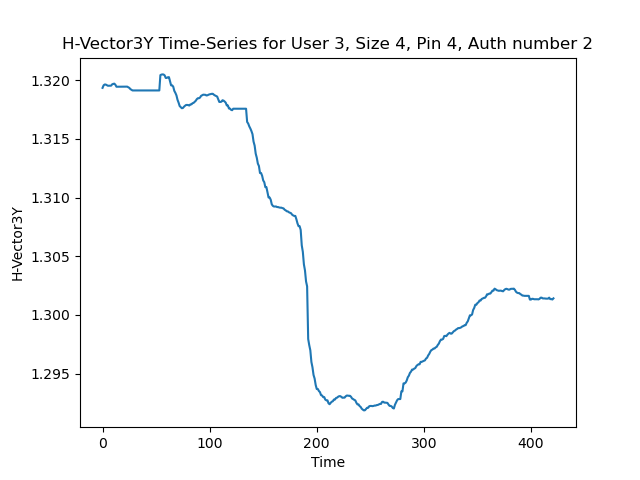 H-Vector3Y Time-Series for User 3, Size 4, Pin 4, Auth number 2
1.320
1.315
1.310
1.305
1.300
1.295
H-Vector3Y
0 100 200 300 400
Time